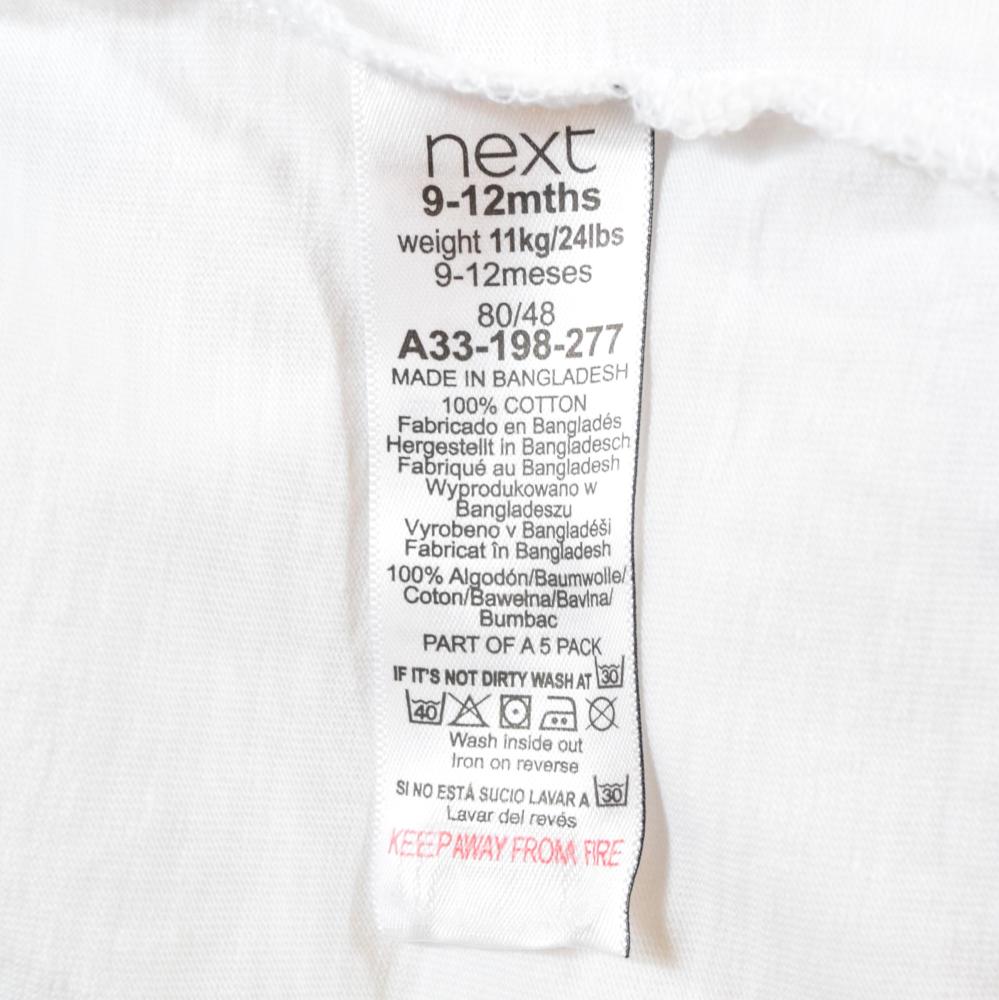 next
9-12mths
weight 11kg/24lbs
9-12meses
80/48
A33-198-277
MADE IN BANGLADESH
100% COTTON
Fabricado en Bangladés
Hergestellt in Bangladesch
Fabriqué au Bangladesh
Wyprodukowano w
Bangladeszu
Vyrobeno v Bangladéši
Fabricat în Bangladesh
100% Algodón/Baumwolle/
Coton/Bawełna/Bavlna/
Bumbac
PART OF A 5 PACK
IF IT'S NOT DIRTY WASH AT 30
40
Wash inside out
Iron on reverse
SI NO ESTÁ SUCIO LAVAR A 30
Lavar del revés
KEEP AWAY FROM FIRE